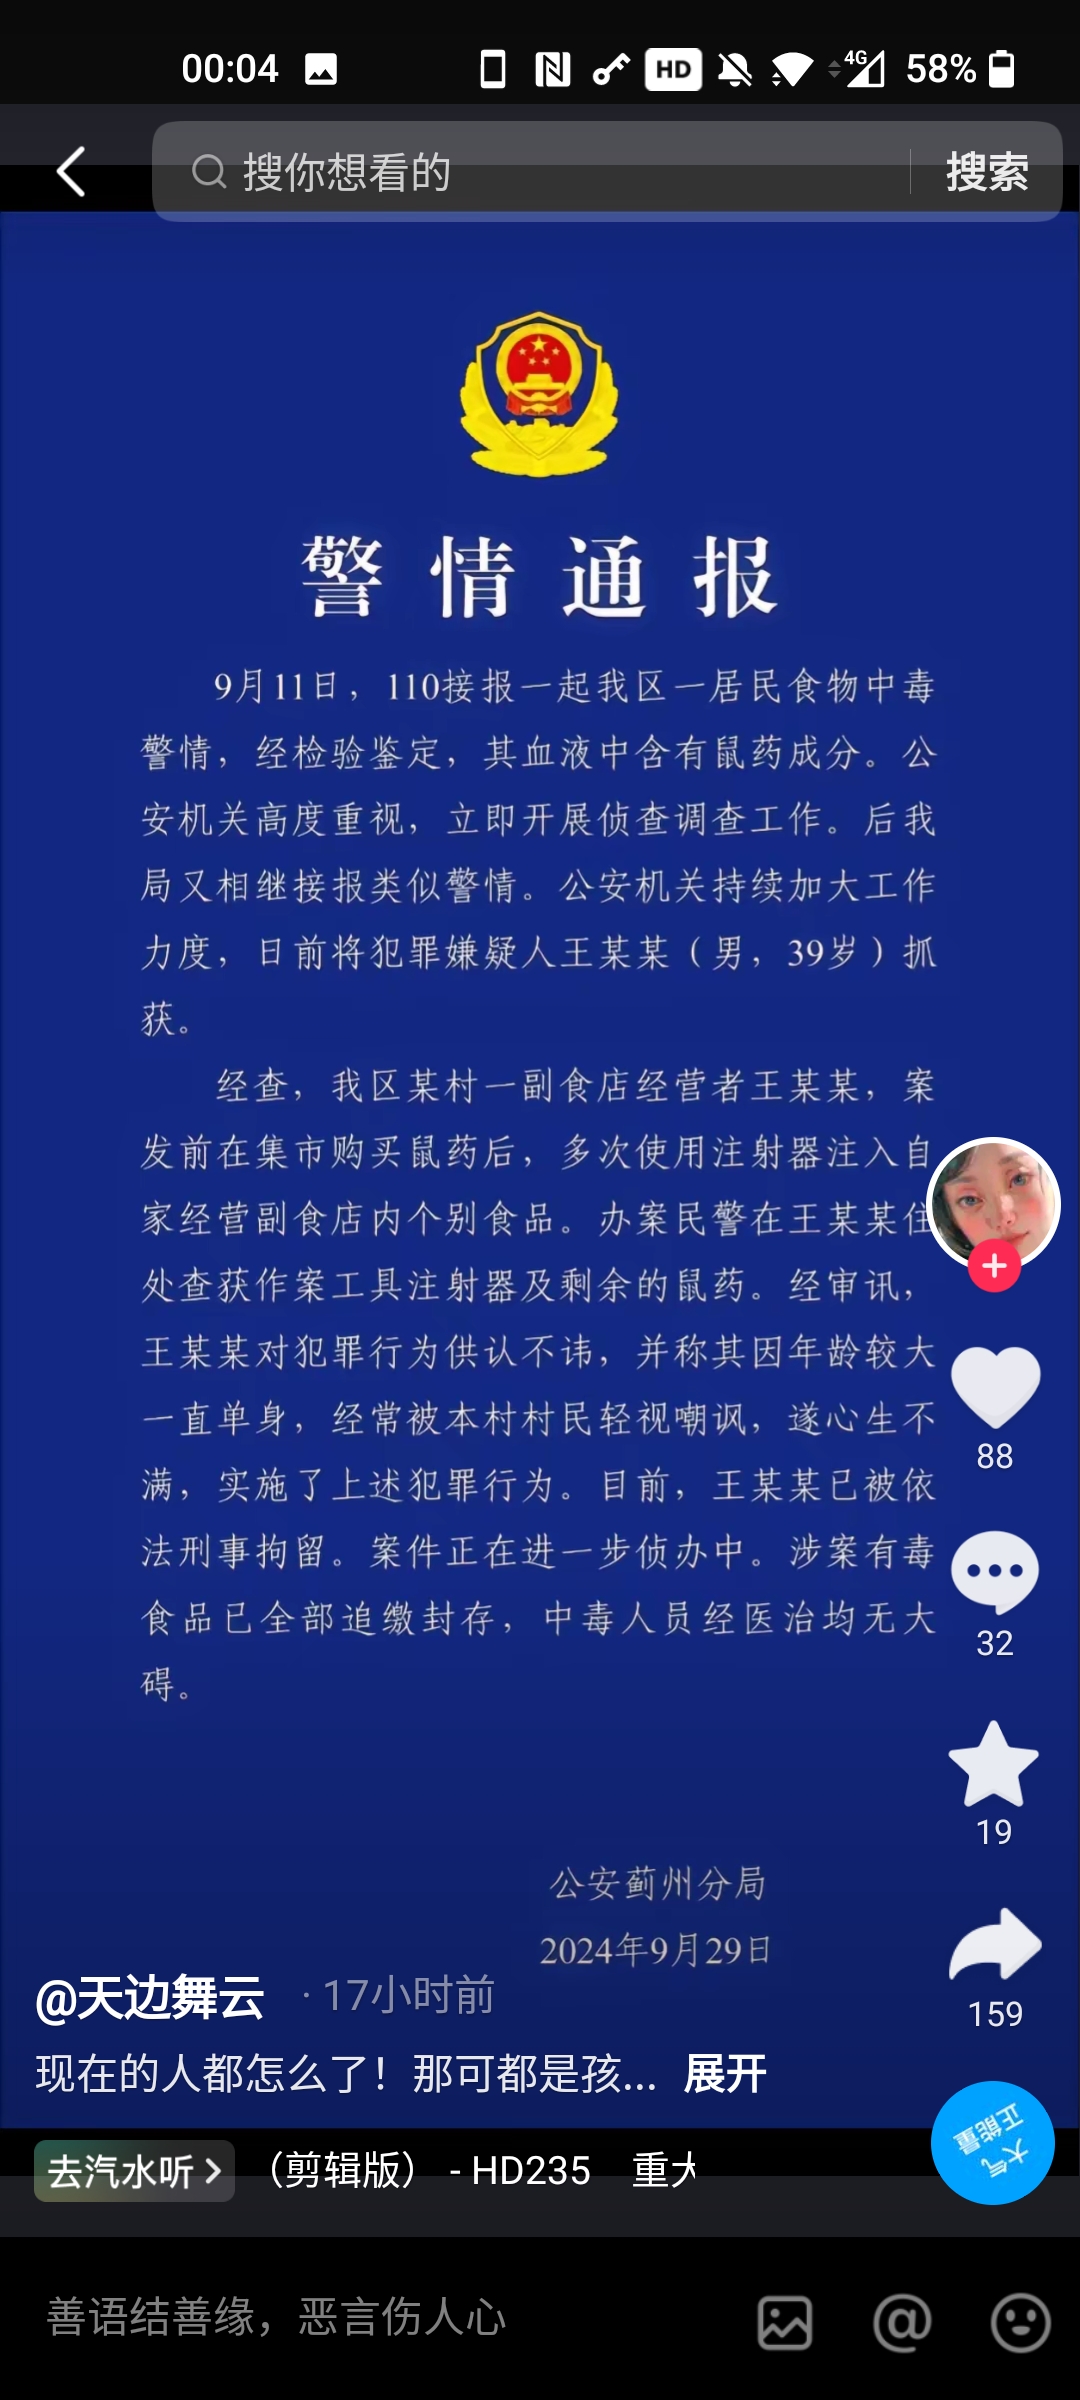 00:04 HD 4G 58%
搜你想看的 搜索
警情通报
9月11日，110接报一起我区一居民食物中毒
警情，经检验鉴定，其血液中含有鼠药成分。公
安机关高度重视，立即开展侦查调查工作。后我
局又相继接报类似警情。公安机关持续加大工作
力度，日前将犯罪嫌疑人王某某（男，39岁）抓
获。
经查，我区某村一副食店经营者王某某，案
发前在集市购买鼠药后，多次使用注射器注入自
家经营副食店内个别食品。办案民警在王某某住
处查获作案工具注射器及剩余的鼠药。经审讯，
王某某对犯罪行为供认不讳，并称其因年龄较大
一直单身，经常被本村村民轻视嘲讽，遂心生不
满，实施了上述犯罪行为。目前，王某某已被依
法刑事拘留。案件正在进一步侦办中。涉案有毒
食品已全部追缴封存，中毒人员经医治均无大
碍。
88
32
19
159
公安蓟州分局
2024年9月29日
@天边舞云 · 17小时前
现在的人都怎么了！那可都是孩... 展开
大气
正能量
去汽水听 （剪辑版） - HD235 重大
善语结善缘，恶言伤人心